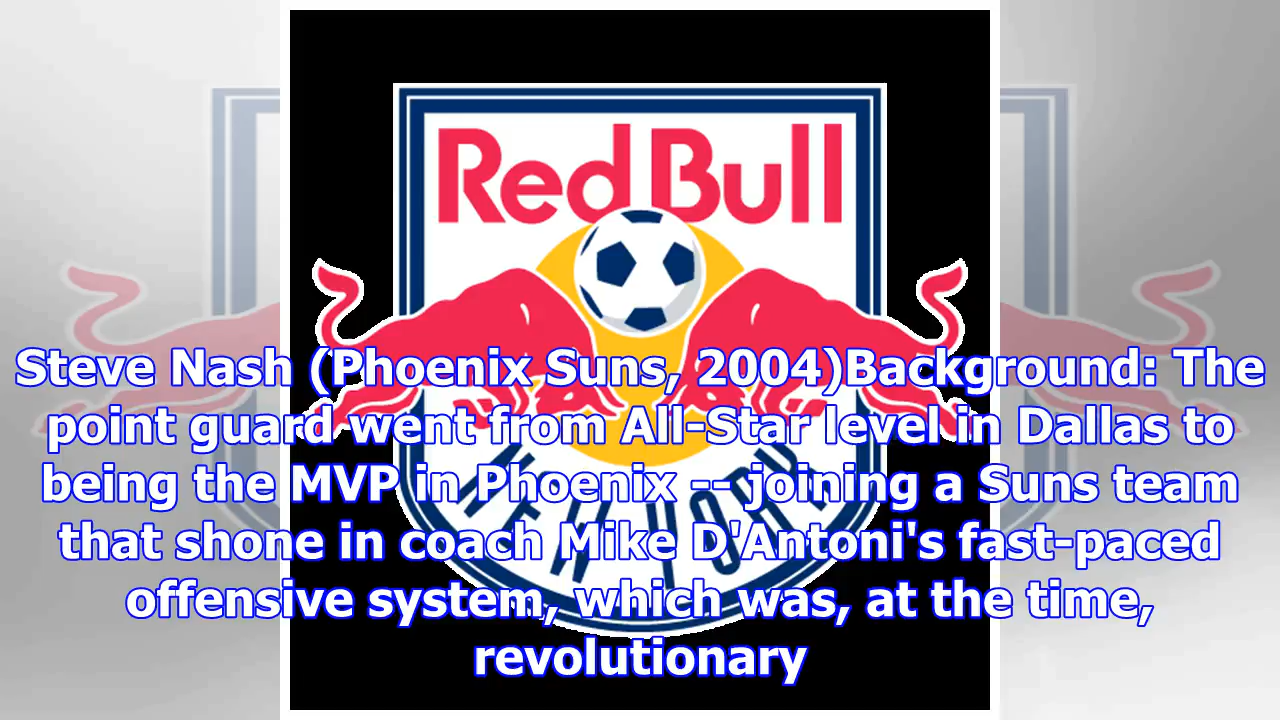 Red Bull
Steve Nash (Phoenix Suns, 2004)Background: The
point guard went from All-Star level in Dallas to
being the MVP in Phoenix -- joining a Suns team
that shone in coach Mike D'Antoni's fast-paced
offensive system, which was, at the time,
revolutionary
NEW YORK